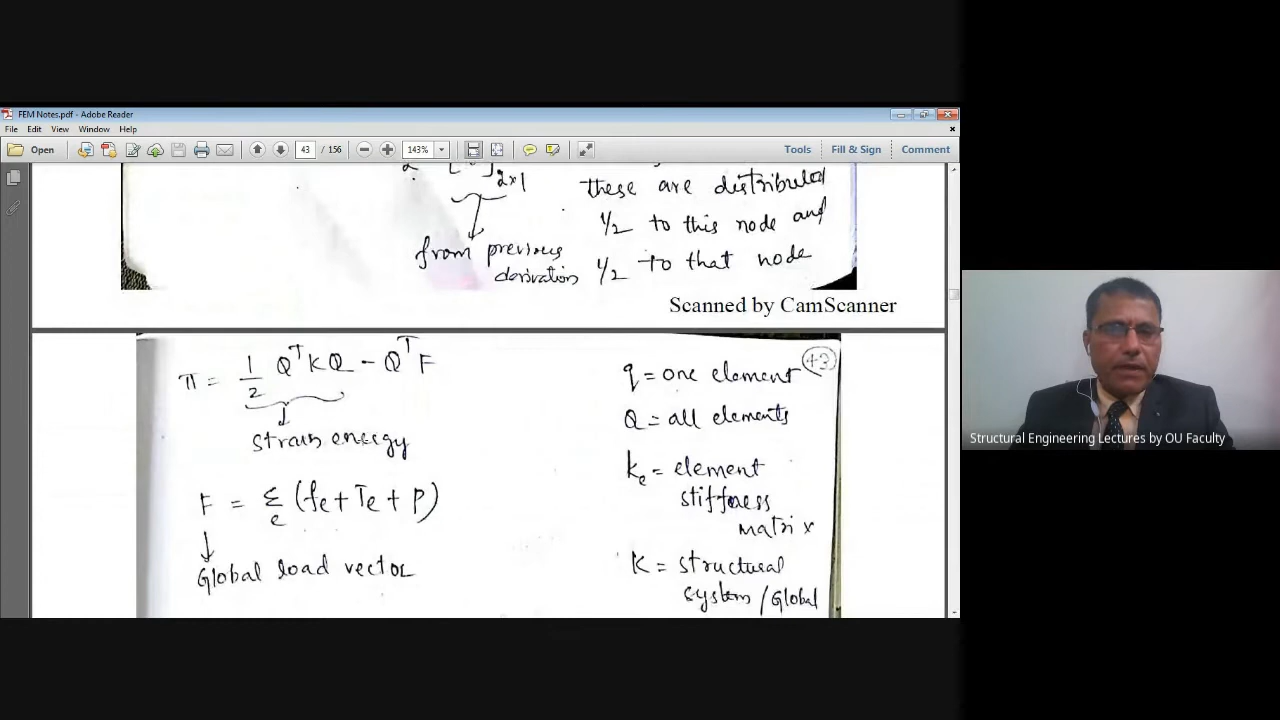 FEM Notes.pdf - Adobe Reader
File Edit View Window Help
Open 43 / 156 143% Tools Fill & Sign Comment
2x1
these are distributed
1/2 to this node and
1/2 to that node
from previous
derivation
Scanned by CamScanner
43
π = 1/2 Q^T K Q - Q^T F
strain energy
F = Σ_e (f_e + T_e + P)
Global load vector
q = one element
Q = all elements
k_e = element
stiffness
matrix
K = structural
system / Global
Structural Engineering Lectures by OU Faculty